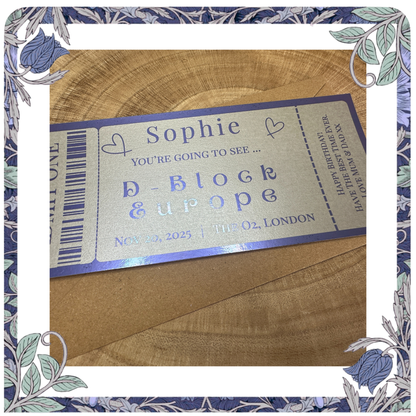 Sophie
You're going to see ...
D-Block
Europe
2025 | The O2, London
Happy Birthday!
Have the best time ever
Love Mum & Dad xx